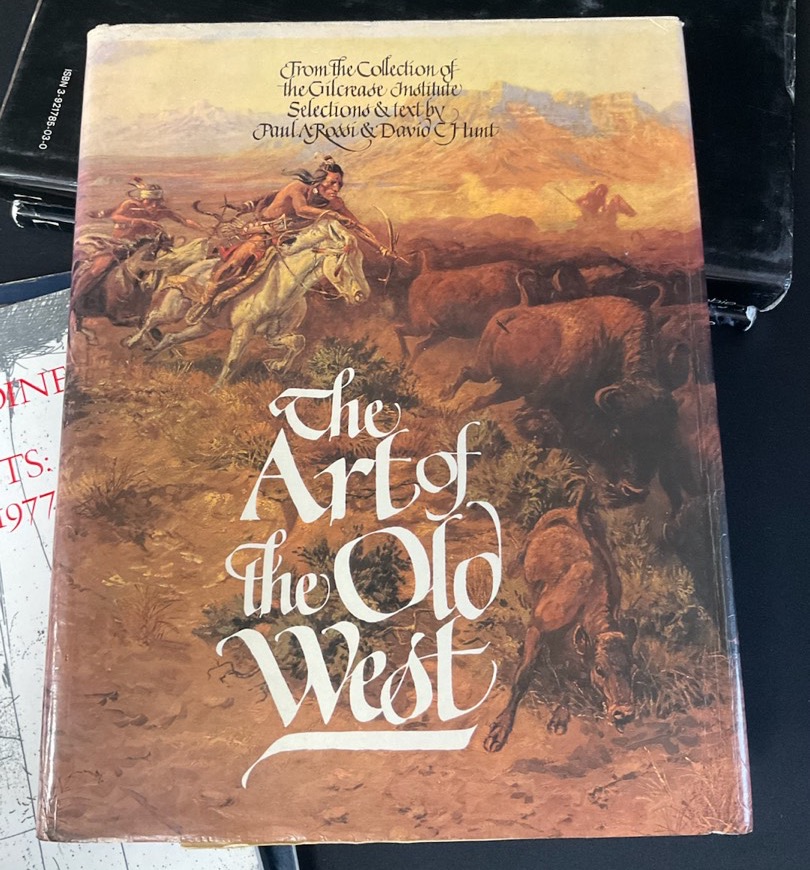 From the Collection of
the Gilcrease Institute
Selections & text by
Paul A Rossi & David C Hunt
The
Art of
the Old
West
ISBN 3-921785-03-0
TS:
1977